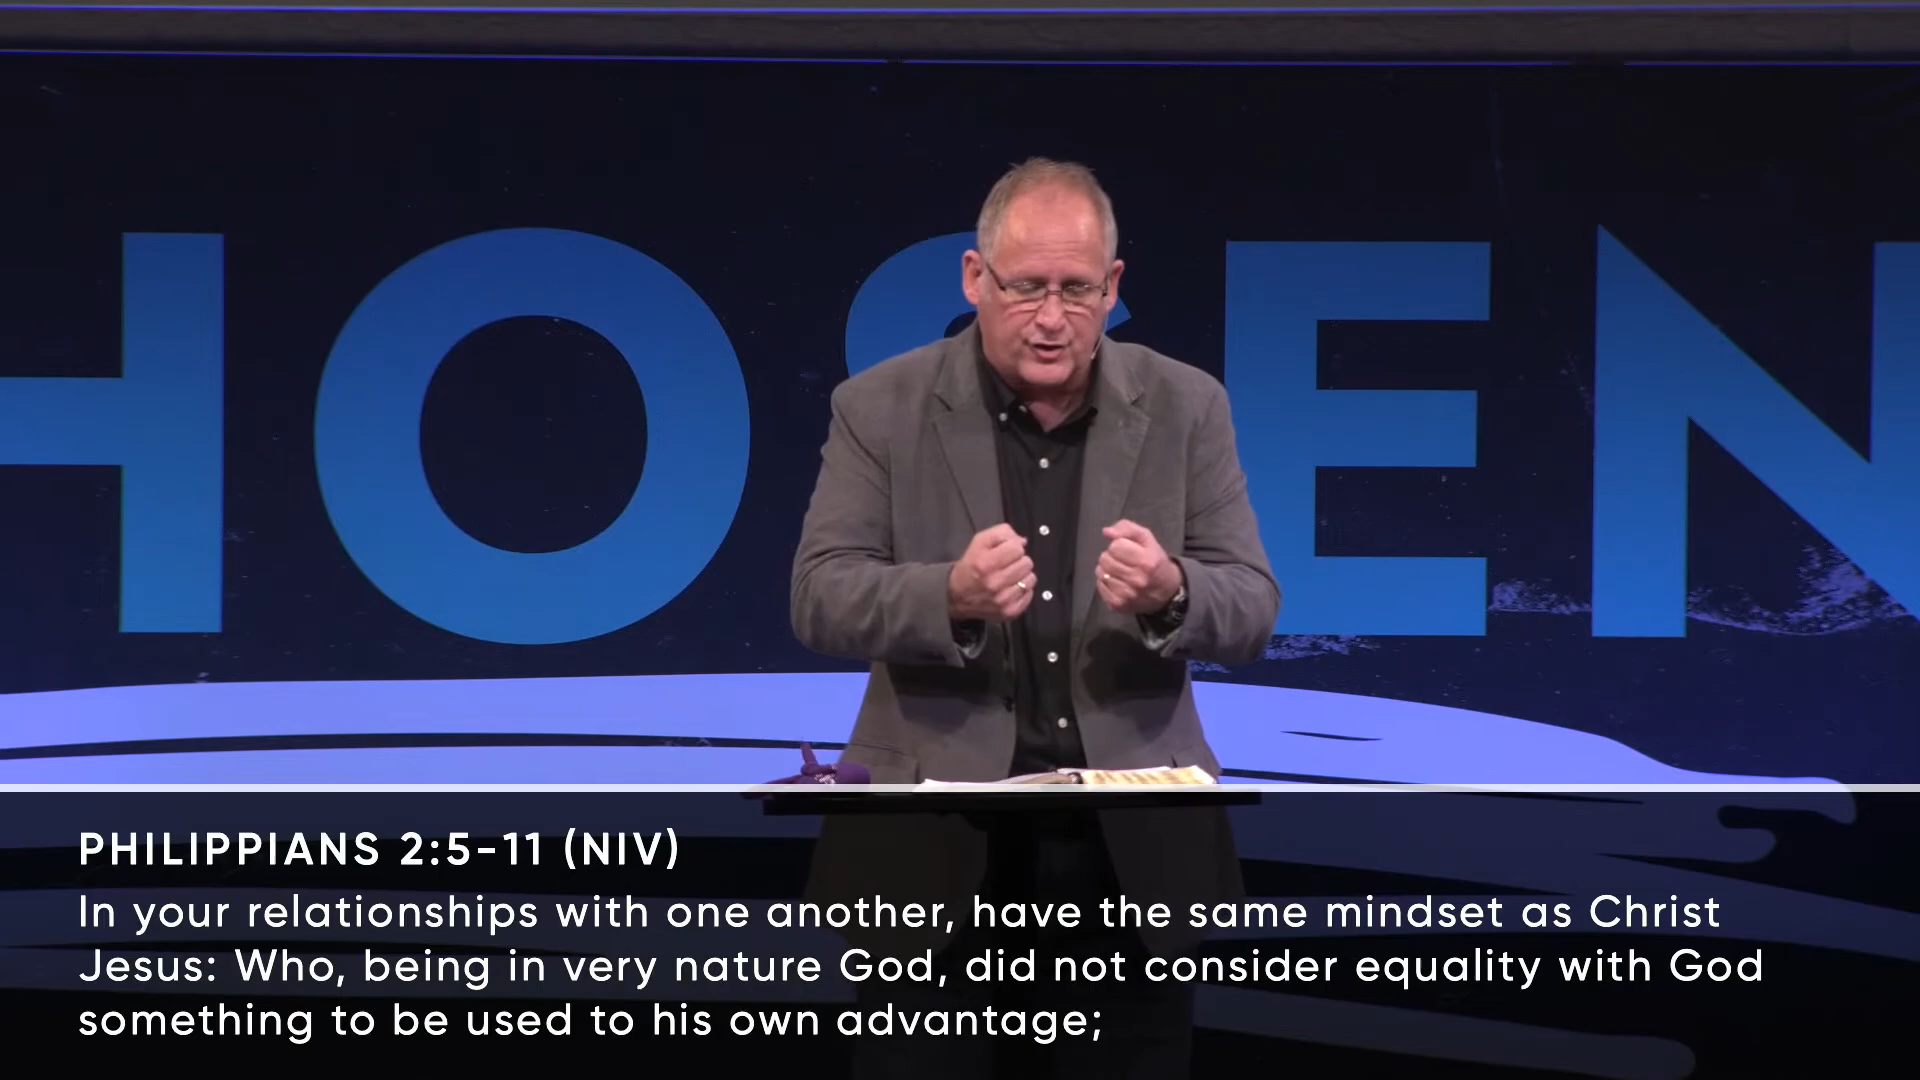 HOSEN
PHILIPPIANS 2:5-11 (NIV)
In your relationships with one another, have the same mindset as Christ
Jesus: Who, being in very nature God, did not consider equality with God
something to be used to his own advantage;